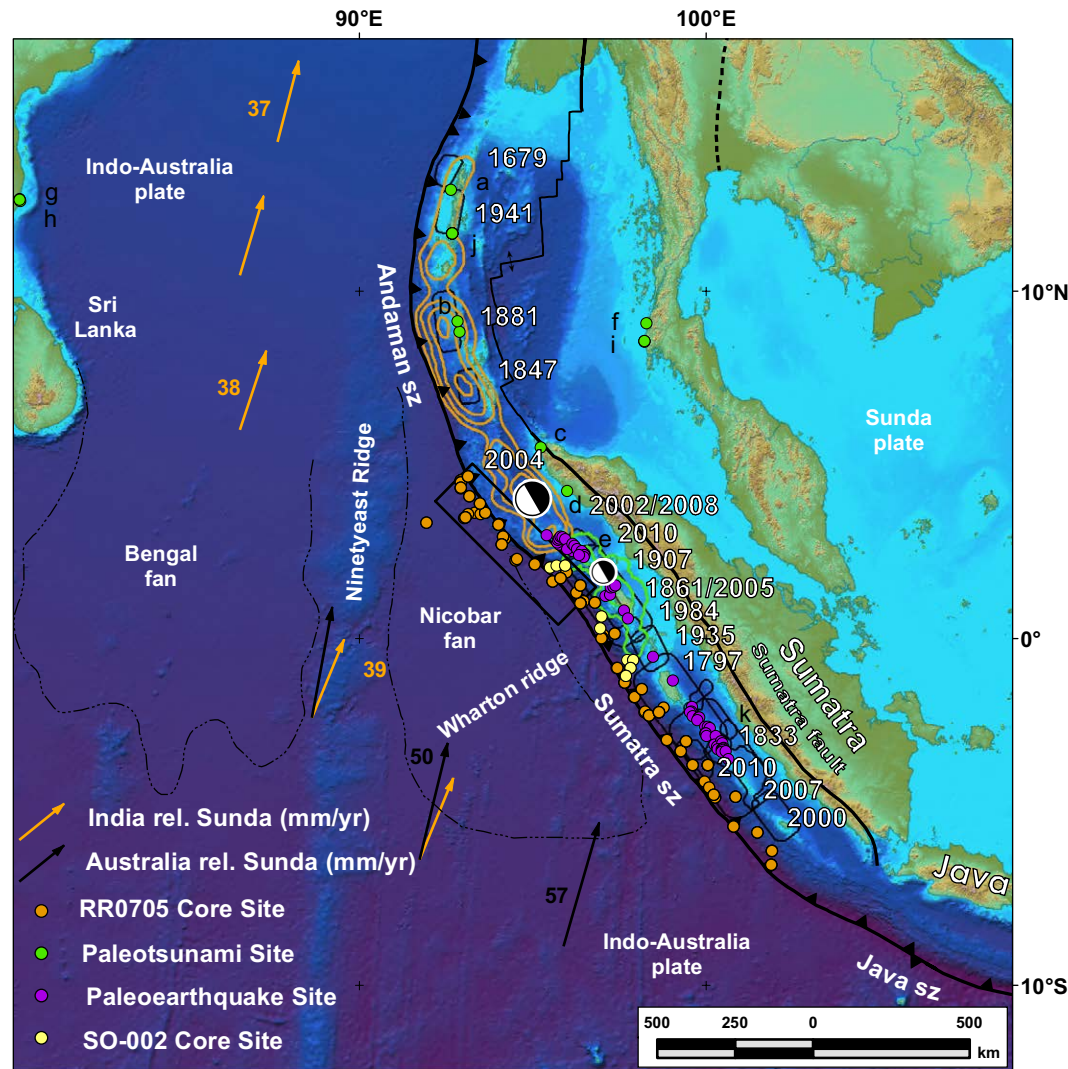 90°E
100°E
37
Indo-Australia
plate
1679
a
g
h
1941
j
10°N
Andaman sz
Sri
Lanka
b
1881
f
i
1847
38
Sunda
plate
c
2004
Ninetyeast Ridge
d
2002/2008
2010
e
1907
Bengal
fan
1861/2005
Nicobar
fan
1984
1935
0°
1797
39
Wharton ridge
Sumatra
Sumatra fault
Sumatra sz
k
1833
50
2010
2007
2000
India rel. Sunda (mm/yr)
Australia rel. Sunda (mm/yr)
Java
57
RR0705 Core Site
Paleotsunami Site
Indo-Australia
plate
Java sz
10°S
Paleoearthquake Site
SO-002 Core Site
500 250 0 500
km